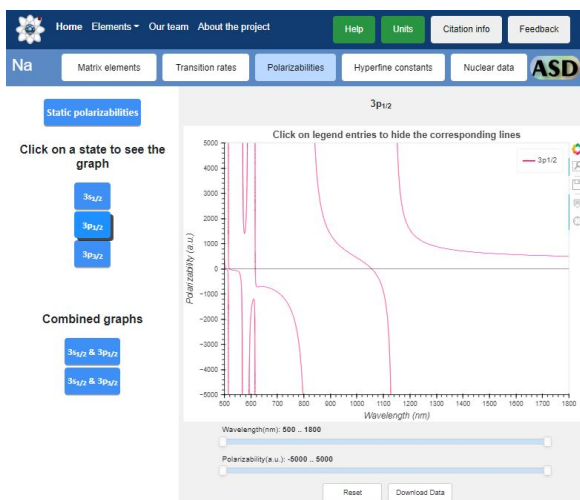 Home Elements Our team About the project Help Units Citation info Feedback
Na Matrix elements Transition rates Polarizabilities Hyperfine constants Nuclear data ASD
Static polarizabilities
Click on a state to see the
graph
3s1/2
3p1/2
3p3/2
Combined graphs
3s1/2 & 3p1/2
3s1/2 & 3p3/2
3p1/2
Click on legend entries to hide the corresponding lines
3p1/2
Polarizability (a.u.)
5000
4000
3000
2000
1000
0
−1000
−2000
−3000
−4000
−5000
500 600 700 800 900 1000 1100 1200 1300 1400 1500 1600 1700 1800
Wavelength (nm)
Wavelength(nm): 500 .. 1800
Polarizability(a.u.): -5000 .. 5000
Reset Download Data